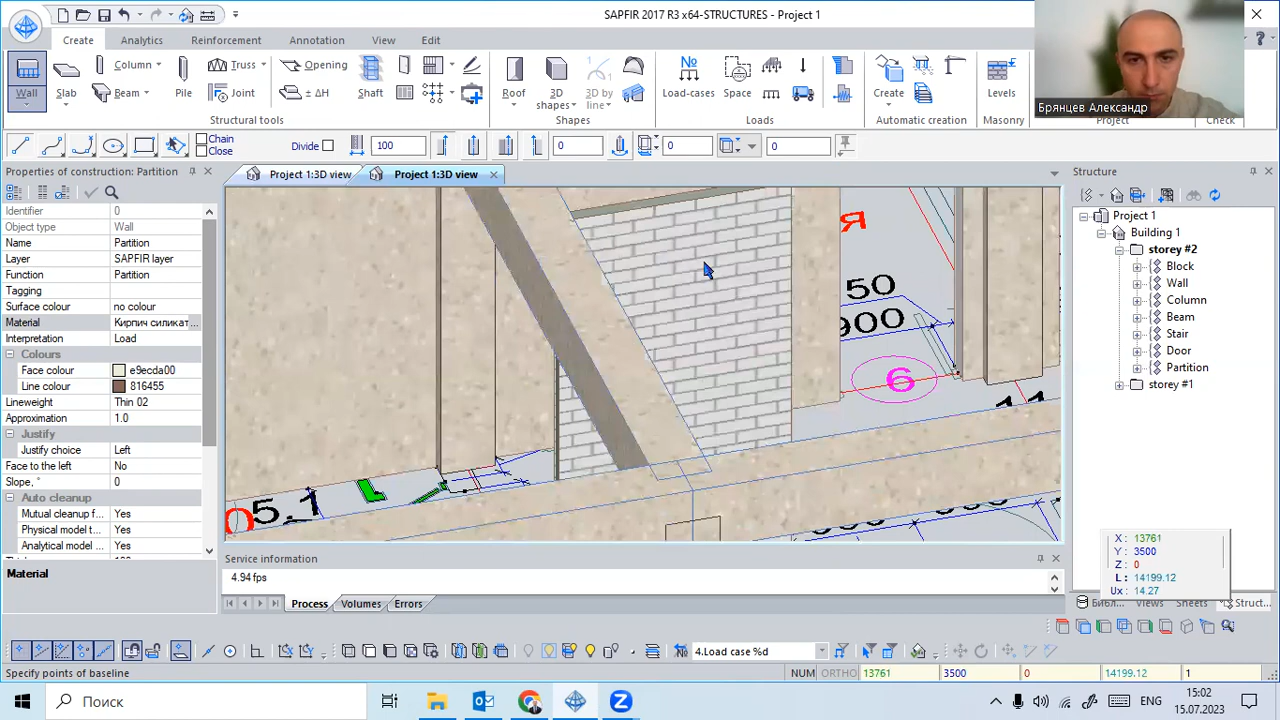 SAPFIR 2017 R3 x64-STRUCTURES - Project 1
Create Analytics Reinforcement Annotation View Edit
Wall Slab Column Beam Pile Truss Joint Opening ± ΔH Shaft Roof 3D shapes 3D by line Load-cases Space Create Levels
Structural tools Shapes Loads Automatic creation Masonry Project Check
Брянцев Александр
Chain
Close
Divide 100 0 0 0
Properties of construction: Partition
Project 1:3D view Project 1:3D view
Structure
Identifier 0
Object type Wall
Name Partition
Layer SAPFIR layer
Function Partition
Tagging
Surface colour no colour
Material Кирпич силикат...
Interpretation Load
Colours
Face colour e9ecda00
Line colour 816455
Lineweight Thin 02
Approximation 1.0
Justify
Justify choice Left
Face to the left No
Slope, ° 0
Auto cleanup
Mutual cleanup f... Yes
Physical model t... Yes
Analytical model ... Yes
Material
Я
50
900
6
5,1
Project 1
Building 1
storey #2
Block
Wall
Column
Beam
Stair
Door
Partition
storey #1
X: 13761
Y: 3500
Z: 0
L: 14199.12
Ux: 14.27
Библ... Views Sheets Struct...
Service information
4.94 fps
Process Volumes Errors
4.Load case %d
Specify points of baseline
NUM ORTHO 13761 3500 0 14199.12 1
Поиск
ENG
15:02
15.07.2023